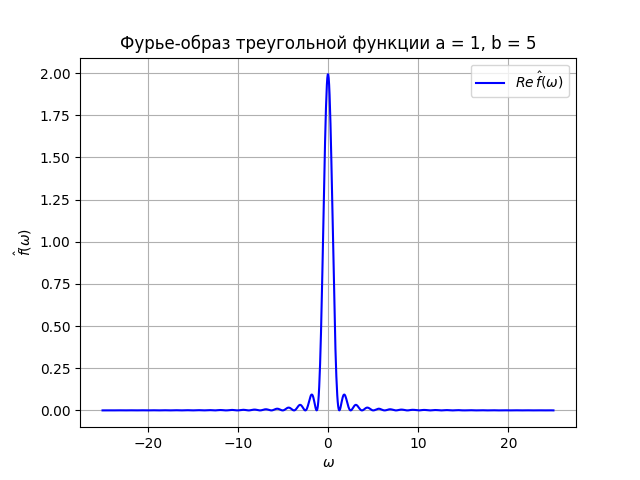 Фурье-образ треугольной функции a = 1, b = 5
Re f̂(ω)
2.00
1.75
1.50
1.25
1.00
0.75
0.50
0.25
0.00
f̂(ω)
−20 −10 0 10 20
ω